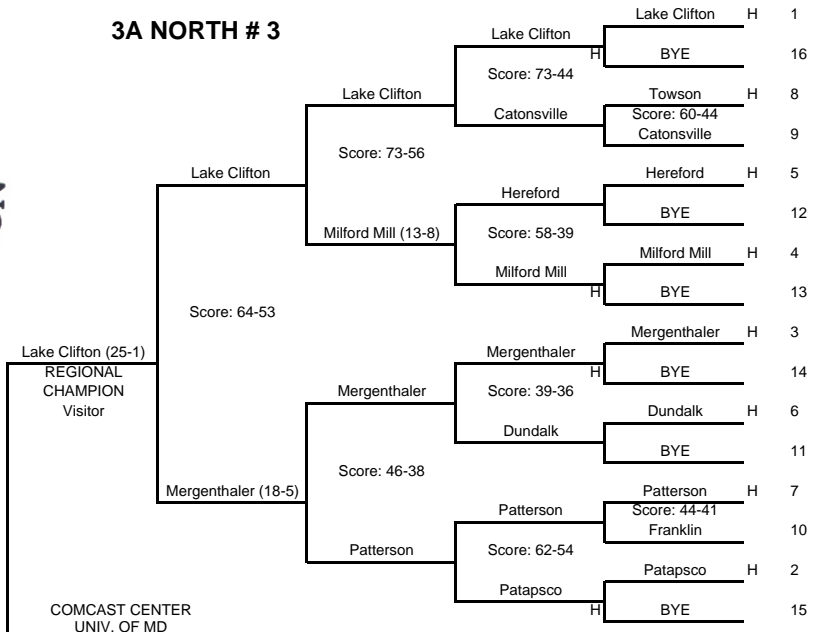 3A NORTH # 3
Lake Clifton H 1
Lake Clifton
H BYE 16
Score: 73-44
Lake Clifton Towson H 8
Catonsville Score: 60-44
Catonsville 9
Score: 73-56
Lake Clifton Hereford H 5
Hereford
BYE 12
Milford Mill (13-8) Score: 58-39
Milford Mill H 4
Milford Mill
H BYE 13
Score: 64-53
Mergenthaler H 3
Lake Clifton (25-1) Mergenthaler
REGIONAL H BYE 14
CHAMPION Mergenthaler Score: 39-36
Visitor Dundalk H 6
Dundalk
BYE 11
Score: 46-38
Mergenthaler (18-5) Patterson H 7
Patterson Score: 44-41
Franklin 10
Patterson Score: 62-54
Patapsco H 2
Patapsco
COMCAST CENTER H BYE 15
UNIV. OF MD